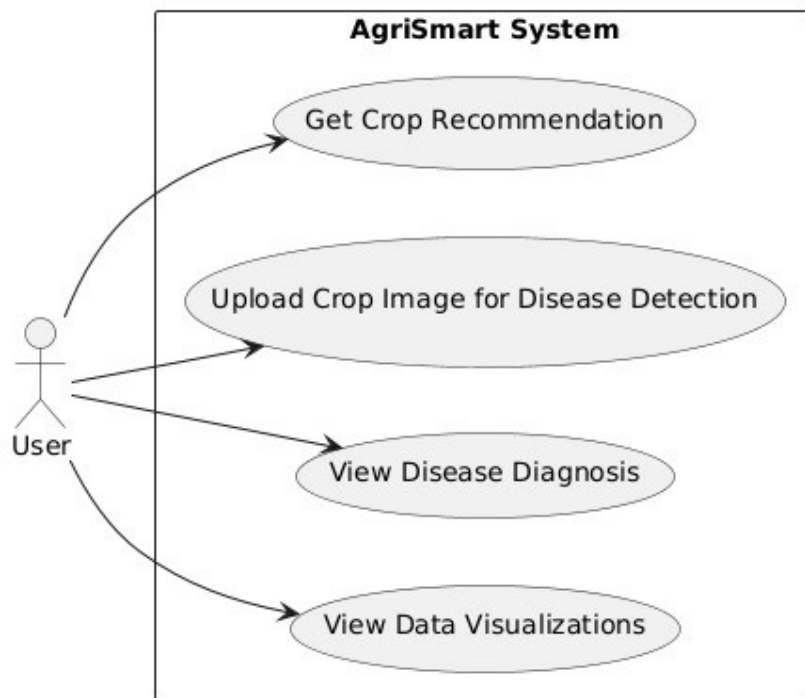 AgriSmart System
Get Crop Recommendation
Upload Crop Image for Disease Detection
User
View Disease Diagnosis
View Data Visualizations